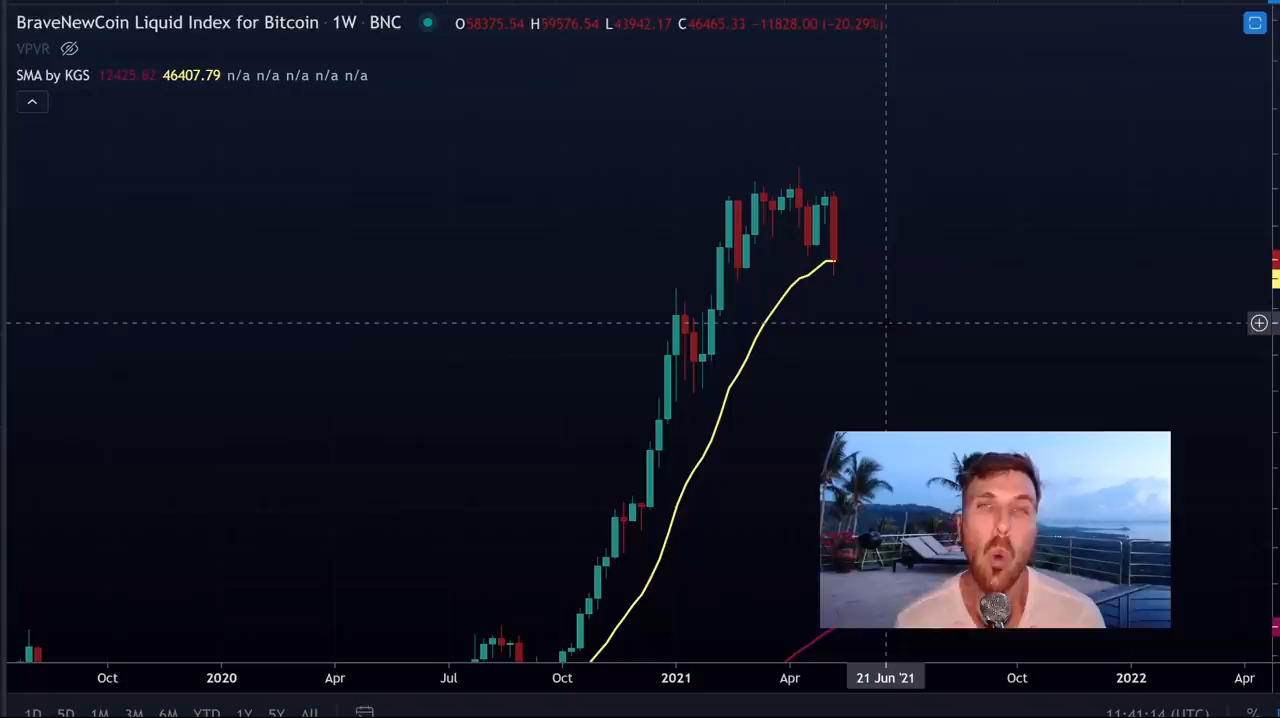 BraveNewCoin Liquid Index for Bitcoin · 1W · BNC O58375.54 H59576.54 L43942.17 C46465.33 −11828.00 (−20.29%)
VPVR
SMA by KGS 12425.82 46407.79 n/a n/a n/a n/a n/a
Oct 2020 Apr Jul Oct 2021 Apr 21 Jun '21 Oct 2022 Apr
1D 5D 1M 3M 6M YTD 1Y 5Y All 11:41:14 (UTC) %